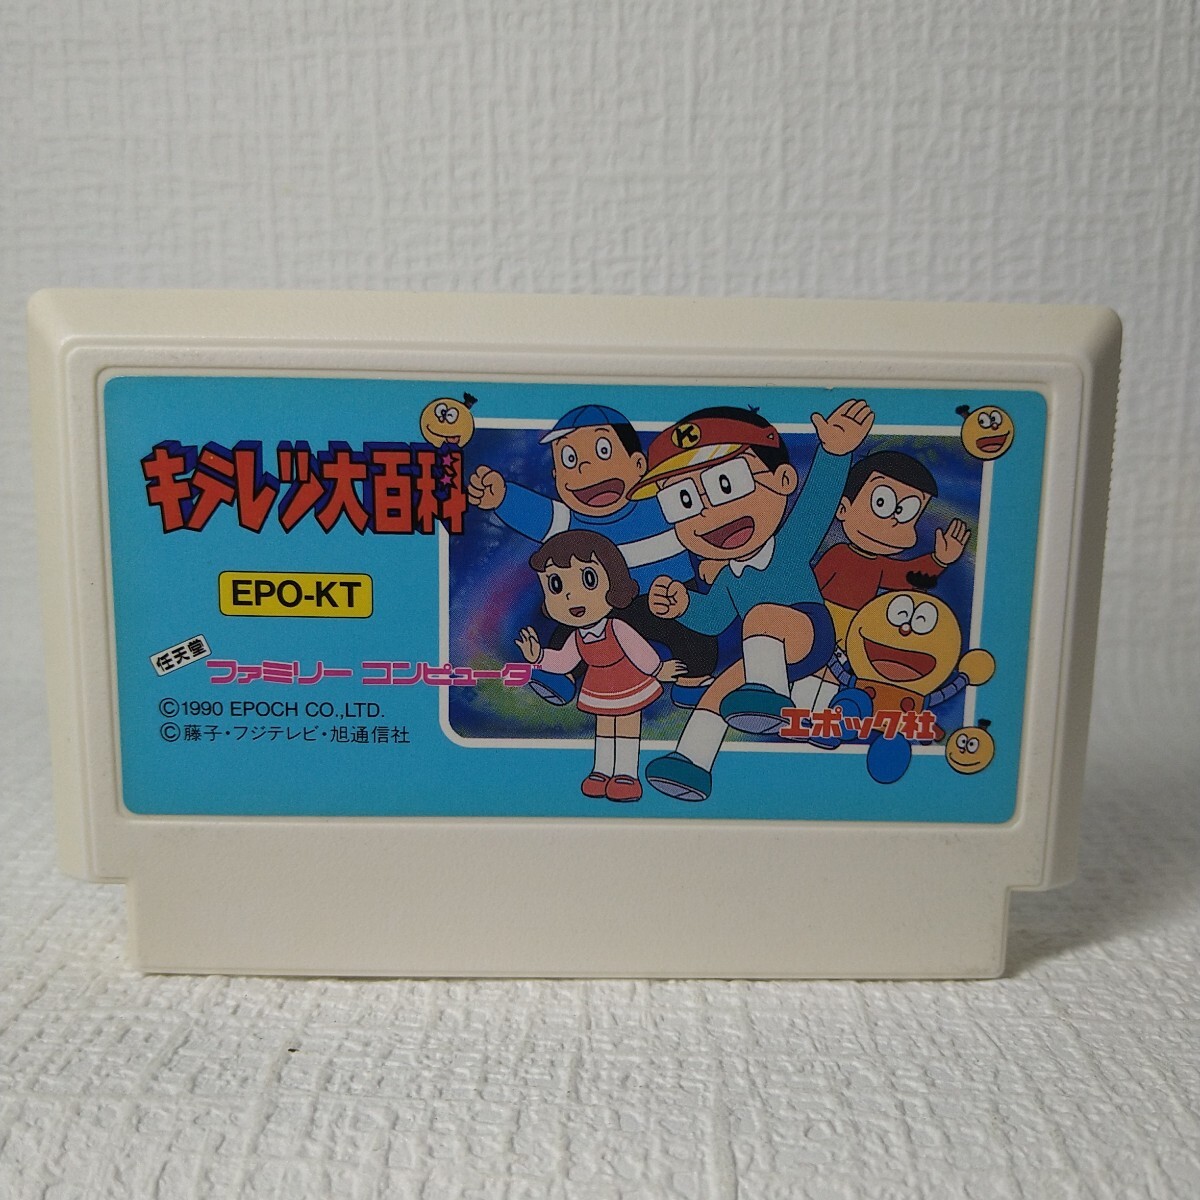 キテレツ大百科
EPO-KT
任天堂
ファミリー コンピュータ
©1990 EPOCH CO.,LTD.
©藤子・フジテレビ・旭通信社
K
エポック社